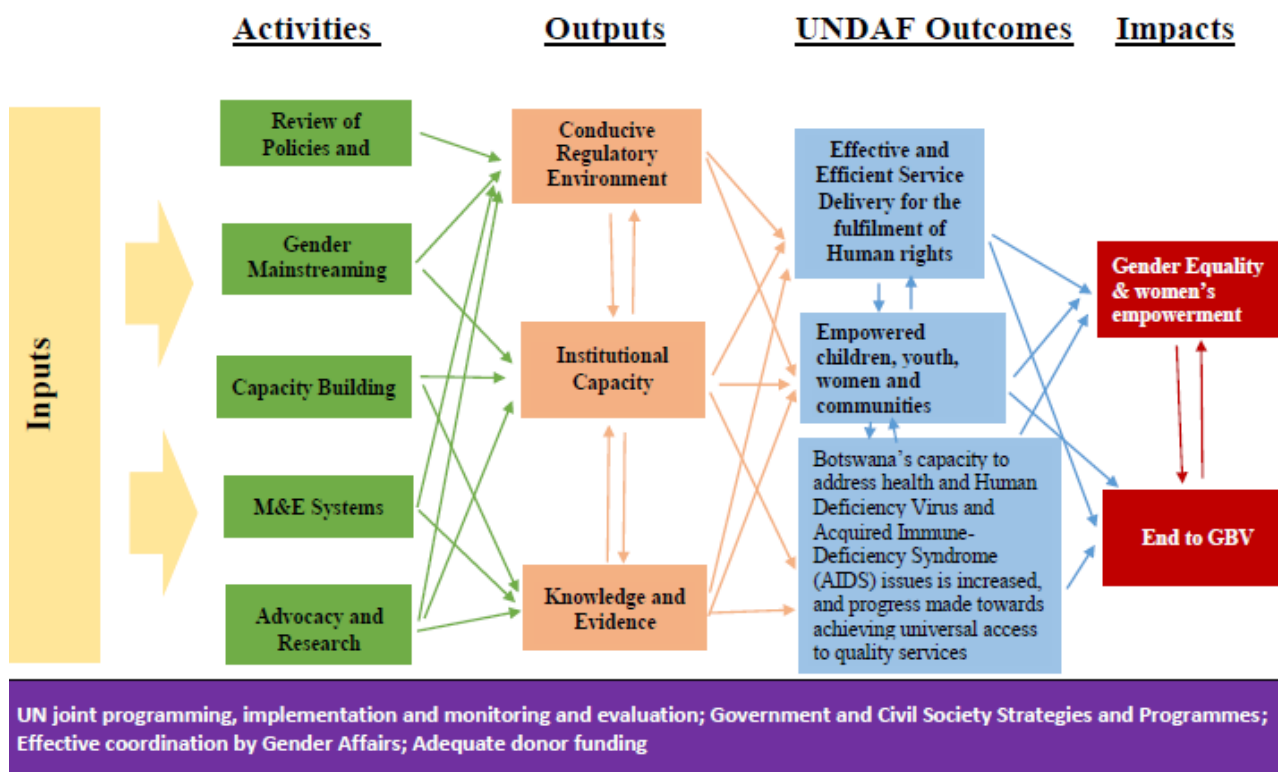 Activities
Outputs
UNDAF Outcomes
Impacts
Inputs
Review of
Policies and
Gender
Mainstreaming
Capacity Building
M&E Systems
Advocacy and
Research
Conducive
Regulatory
Environment
Institutional
Capacity
Knowledge and
Evidence
Effective and
Efficient Service
Delivery for the
fulfilment of
Human rights
Empowered
children, youth,
women and
communities
Botswana's capacity to
address health and Human
Deficiency Virus and
Acquired Immune-
Deficiency Syndrome
(AIDS) issues is increased,
and progress made towards
achieving universal access
to quality services
Gender Equality
& women's
empowerment
End to GBV
UN joint programming, implementation and monitoring and evaluation; Government and Civil Society Strategies and Programmes;
Effective coordination by Gender Affairs; Adequate donor funding